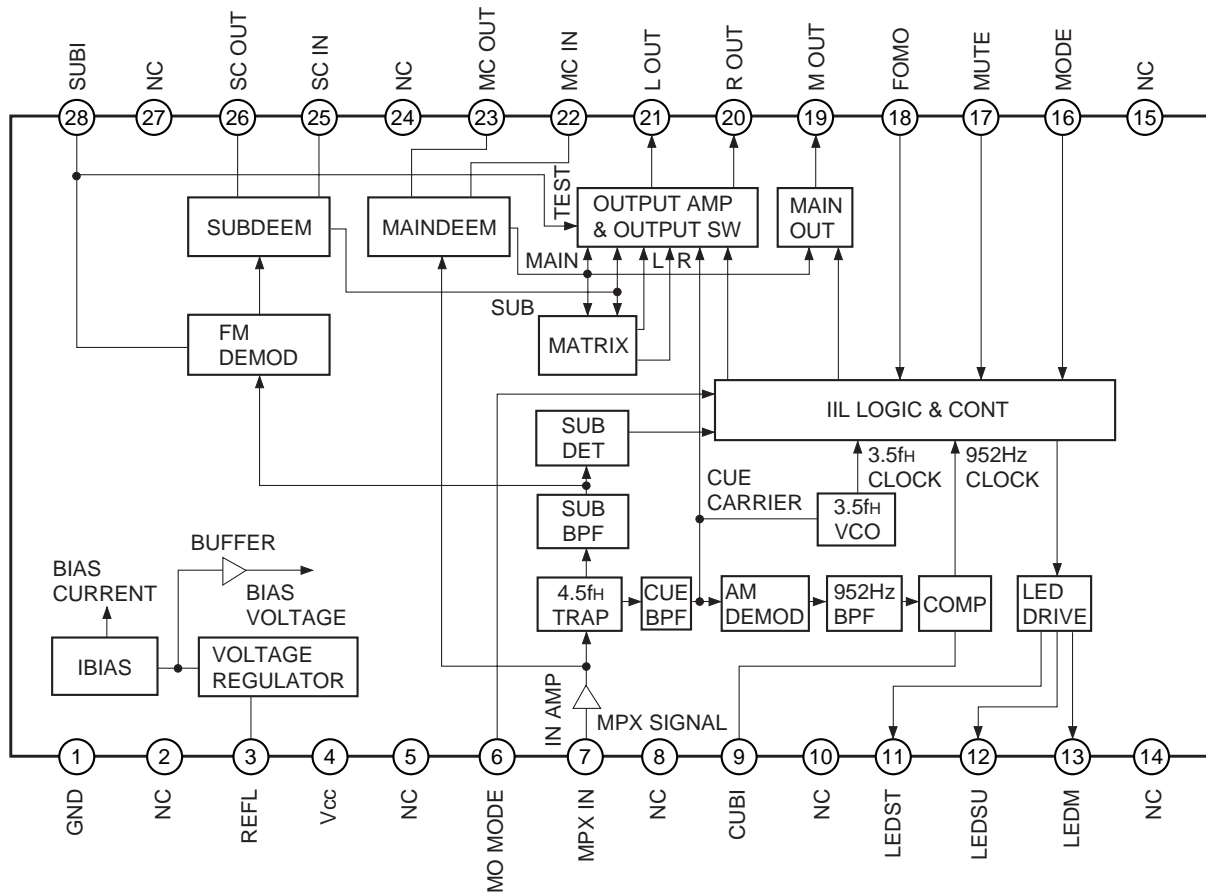 SUBI
NC
SC OUT
SC IN
NC
MC OUT
MC IN
L OUT
R OUT
M OUT
FOMO
MUTE
MODE
NC
28
27
26
25
24
23
22
21
20
19
18
17
16
15
TEST
SUBDEEM
MAINDEEM
OUTPUT AMP
& OUTPUT SW
MAIN
OUT
MAIN
L
R
SUB
FM
DEMOD
MATRIX
IIL LOGIC & CONT
SUB
DET
3.5fH
CLOCK
952Hz
CLOCK
CUE
CARRIER
SUB
BPF
3.5fH
VCO
BUFFER
BIAS
CURRENT
BIAS
VOLTAGE
4.5fH
TRAP
CUE
BPF
AM
DEMOD
952Hz
BPF
COMP
LED
DRIVE
IBIAS
VOLTAGE
REGULATOR
IN AMP
MPX SIGNAL
1
2
3
4
5
6
7
8
9
10
11
12
13
14
GND
NC
REFL
Vcc
NC
MO MODE
MPX IN
NC
CUBI
NC
LEDST
LEDSU
LEDM
NC